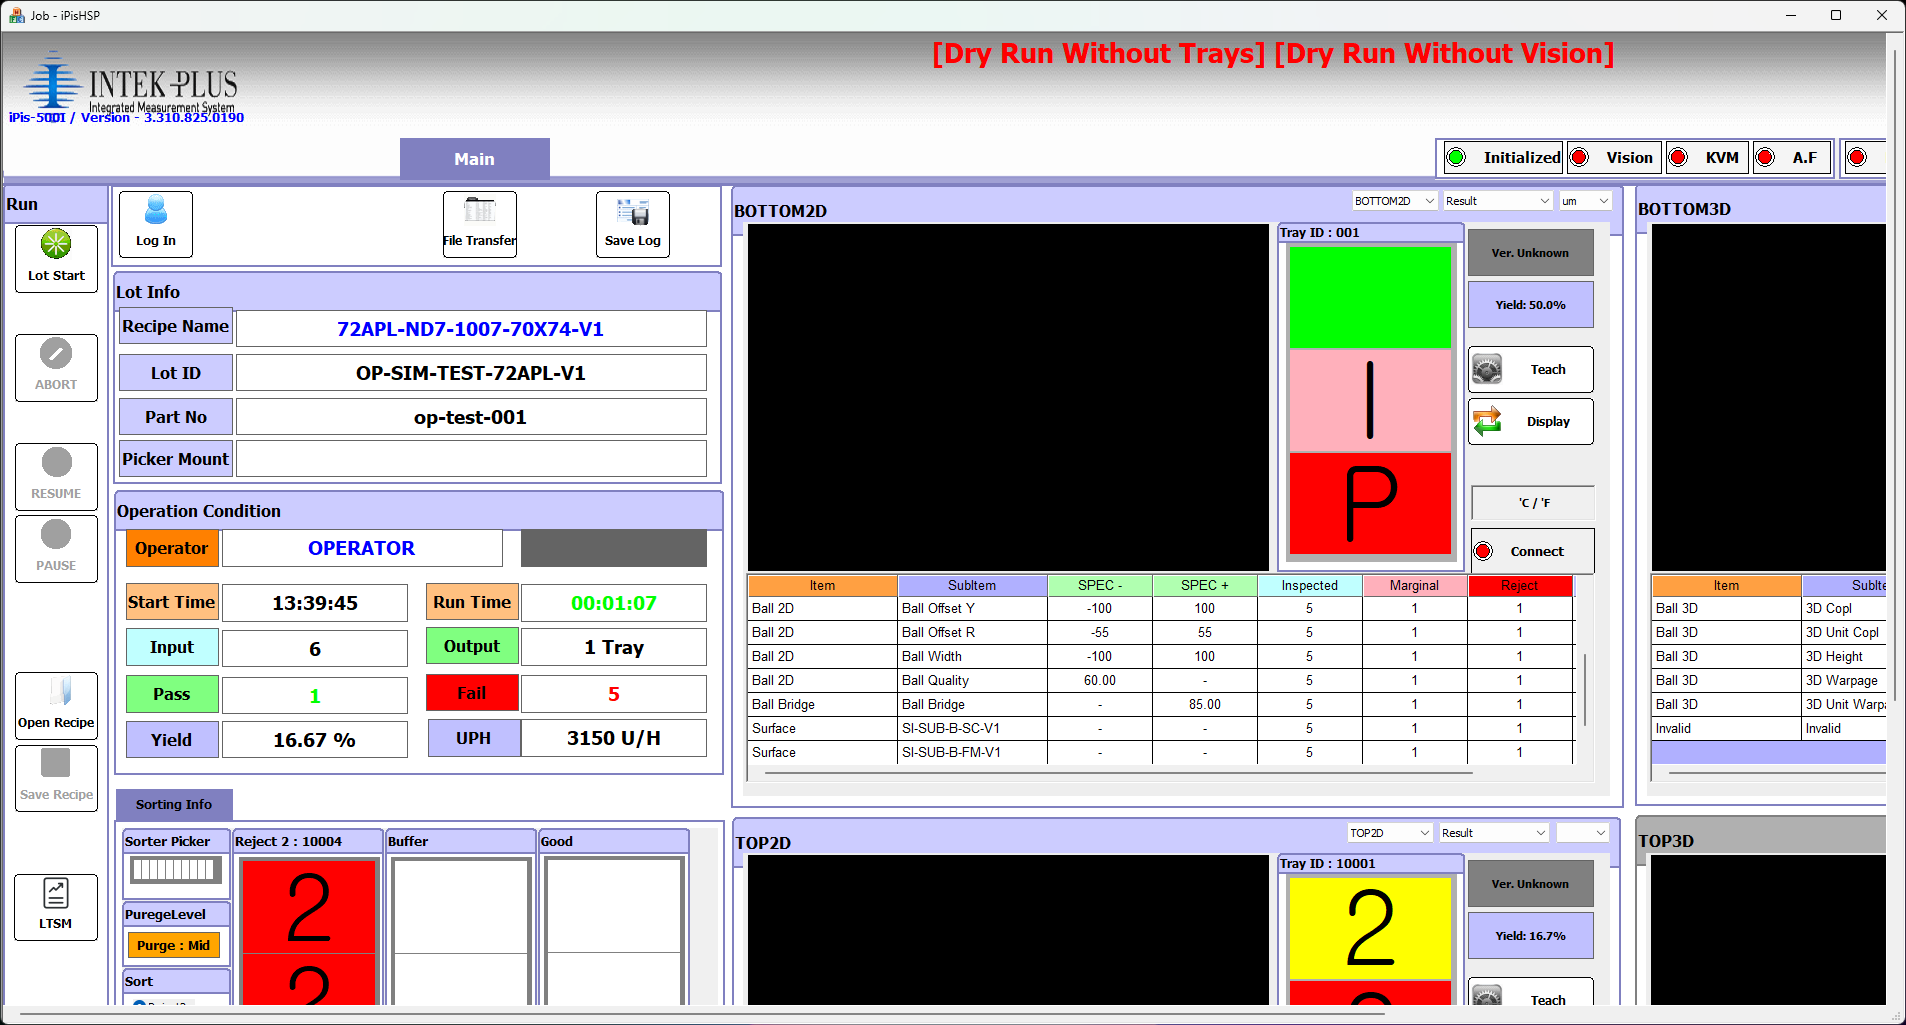 Job - iPisHSP
[Dry Run Without Trays] [Dry Run Without Vision]
INTEK-PLUS
Integrated Measurement System
iPis-500I / Version - 3.310.825.0190
Main
Initialized
Vision
KVM
A.F
Run
Lot Start
ABORT
RESUME
PAUSE
Open Recipe
Save Recipe
LTSM
Log In
File Transfer
Save Log
Lot Info
Recipe Name 72APL-ND7-1007-70X74-V1
Lot ID OP-SIM-TEST-72APL-V1
Part No op-test-001
Picker Mount
Operation Condition
Operator OPERATOR
Start Time 13:39:45 Run Time 00:01:07
Input 6 Output 1 Tray
Pass 1 Fail 5
Yield 16.67 % UPH 3150 U/H
Sorting Info
Sorter Picker
PuregeLevel
Purge : Mid
Sort
Reject 2 : 10004
2
2
Buffer
Good
BOTTOM2D
BOTTOM2D Result um
Tray ID : 001
I
P
Ver. Unknown
Yield: 50.0%
Teach
Display
'C / 'F
Connect
Item SubItem SPEC - SPEC + Inspected Marginal Reject
Ball 2D Ball Offset Y -100 100 5 1 1
Ball 2D Ball Offset R -55 55 5 1 1
Ball 2D Ball Width -100 100 5 1 1
Ball 2D Ball Quality 60.00 - 5 1 1
Ball Bridge Ball Bridge - 85.00 5 1 1
Surface SI-SUB-B-SC-V1 - - 5 1 1
Surface SI-SUB-B-FM-V1 - - 5 1 1
TOP2D
TOP2D Result
Tray ID : 10001
2
2
Ver. Unknown
Yield: 16.7%
Teach
BOTTOM3D
Item SubIte
Ball 3D 3D Copl
Ball 3D 3D Unit Copl
Ball 3D 3D Height
Ball 3D 3D Warpage
Ball 3D 3D Unit Warpa
Invalid Invalid
TOP3D